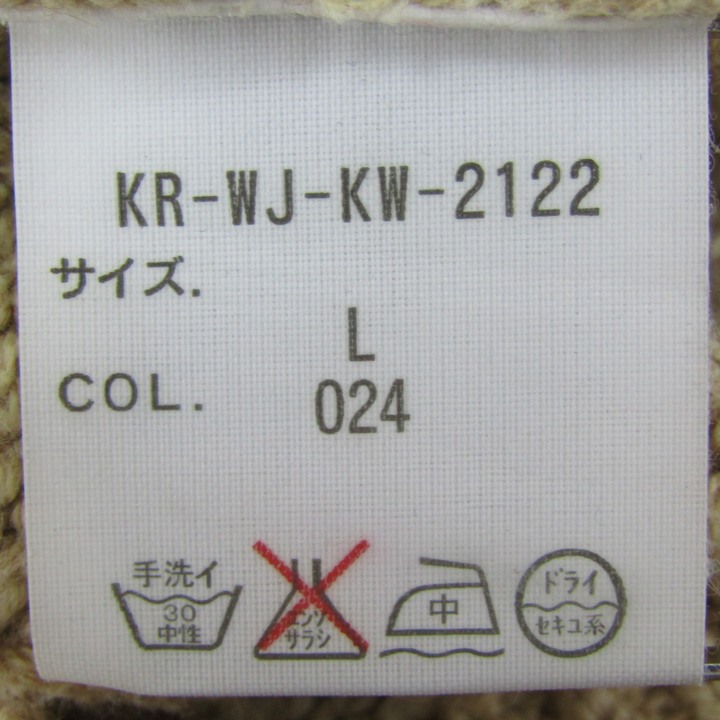 KR-WJ-KW-2122
サイズ.
L
COL.
024
手洗イ
30
中性
エンソ
サラシ
中
ドライ
セキユ系